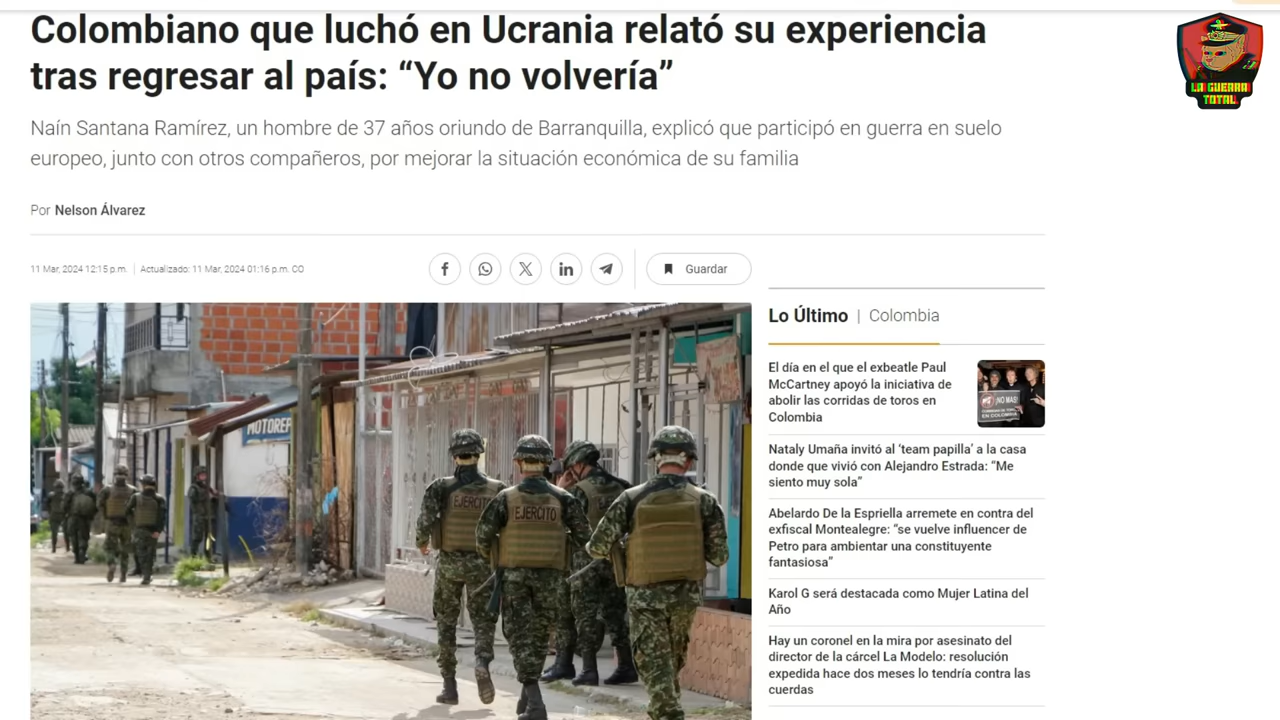 Colombiano que luchó en Ucrania relató su experiencia
tras regresar al país: “Yo no volvería”
Naín Santana Ramírez, un hombre de 37 años oriundo de Barranquilla, explicó que participó en guerra en suelo
europeo, junto con otros compañeros, por mejorar la situación económica de su familia
Por Nelson Álvarez
11 Mar, 2024 12:15 p.m. | Actualizado: 11 Mar, 2024 01:16 p.m. CO
Guardar
LA GUERRA
TOTAL
MOTOREP
EJERCITO
EJERCITO
Lo Último | Colombia
El día en el que el exbeatle Paul
McCartney apoyó la iniciativa de
abolir las corridas de toros en
Colombia
¡NO MAS!
EN COLOMBIA
Nataly Umaña invitó al ‘team papilla’ a la casa
donde que vivió con Alejandro Estrada: “Me
siento muy sola”
Abelardo De la Espriella arremete en contra del
exfiscal Montealegre: “se vuelve influencer de
Petro para ambientar una constituyente
fantasiosa”
Karol G será destacada como Mujer Latina del
Año
Hay un coronel en la mira por asesinato del
director de la cárcel La Modelo: resolución
expedida hace dos meses lo tendría contra las
cuerdas